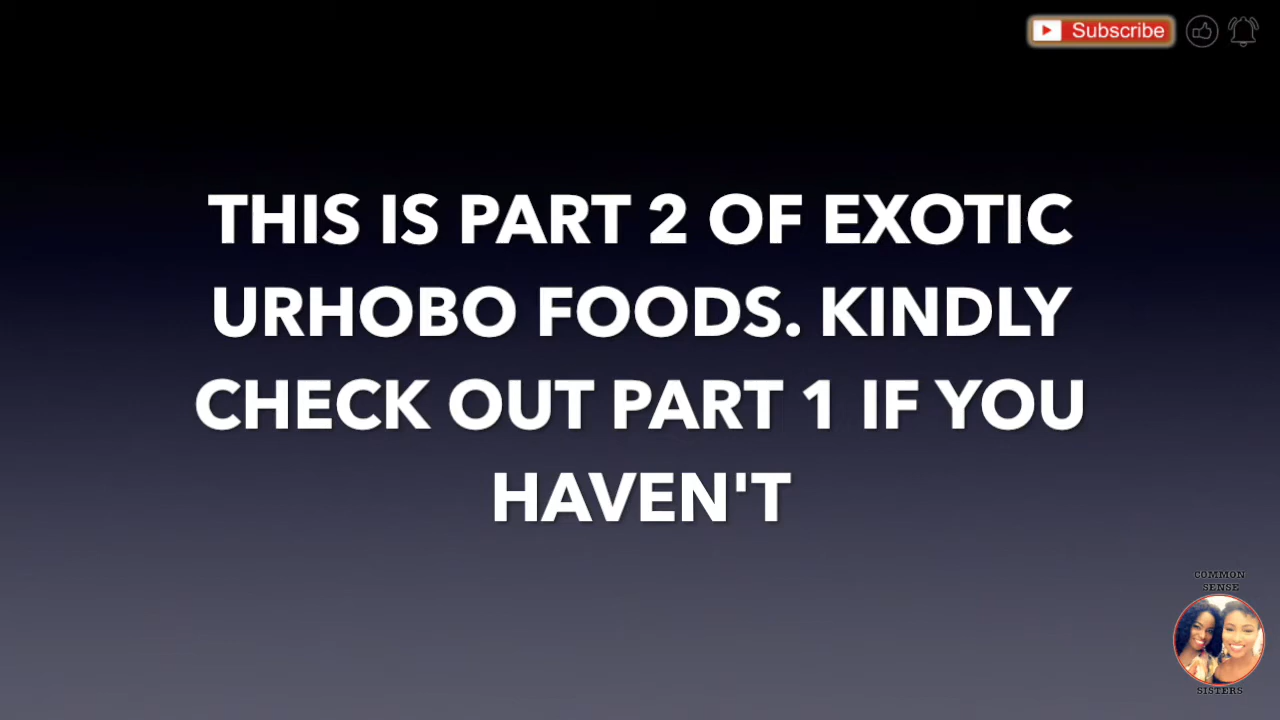 Subscribe
THIS IS PART 2 OF EXOTIC
URHOBO FOODS. KINDLY
CHECK OUT PART 1 IF YOU
HAVEN'T
COMMON
SENSE
SISTERS